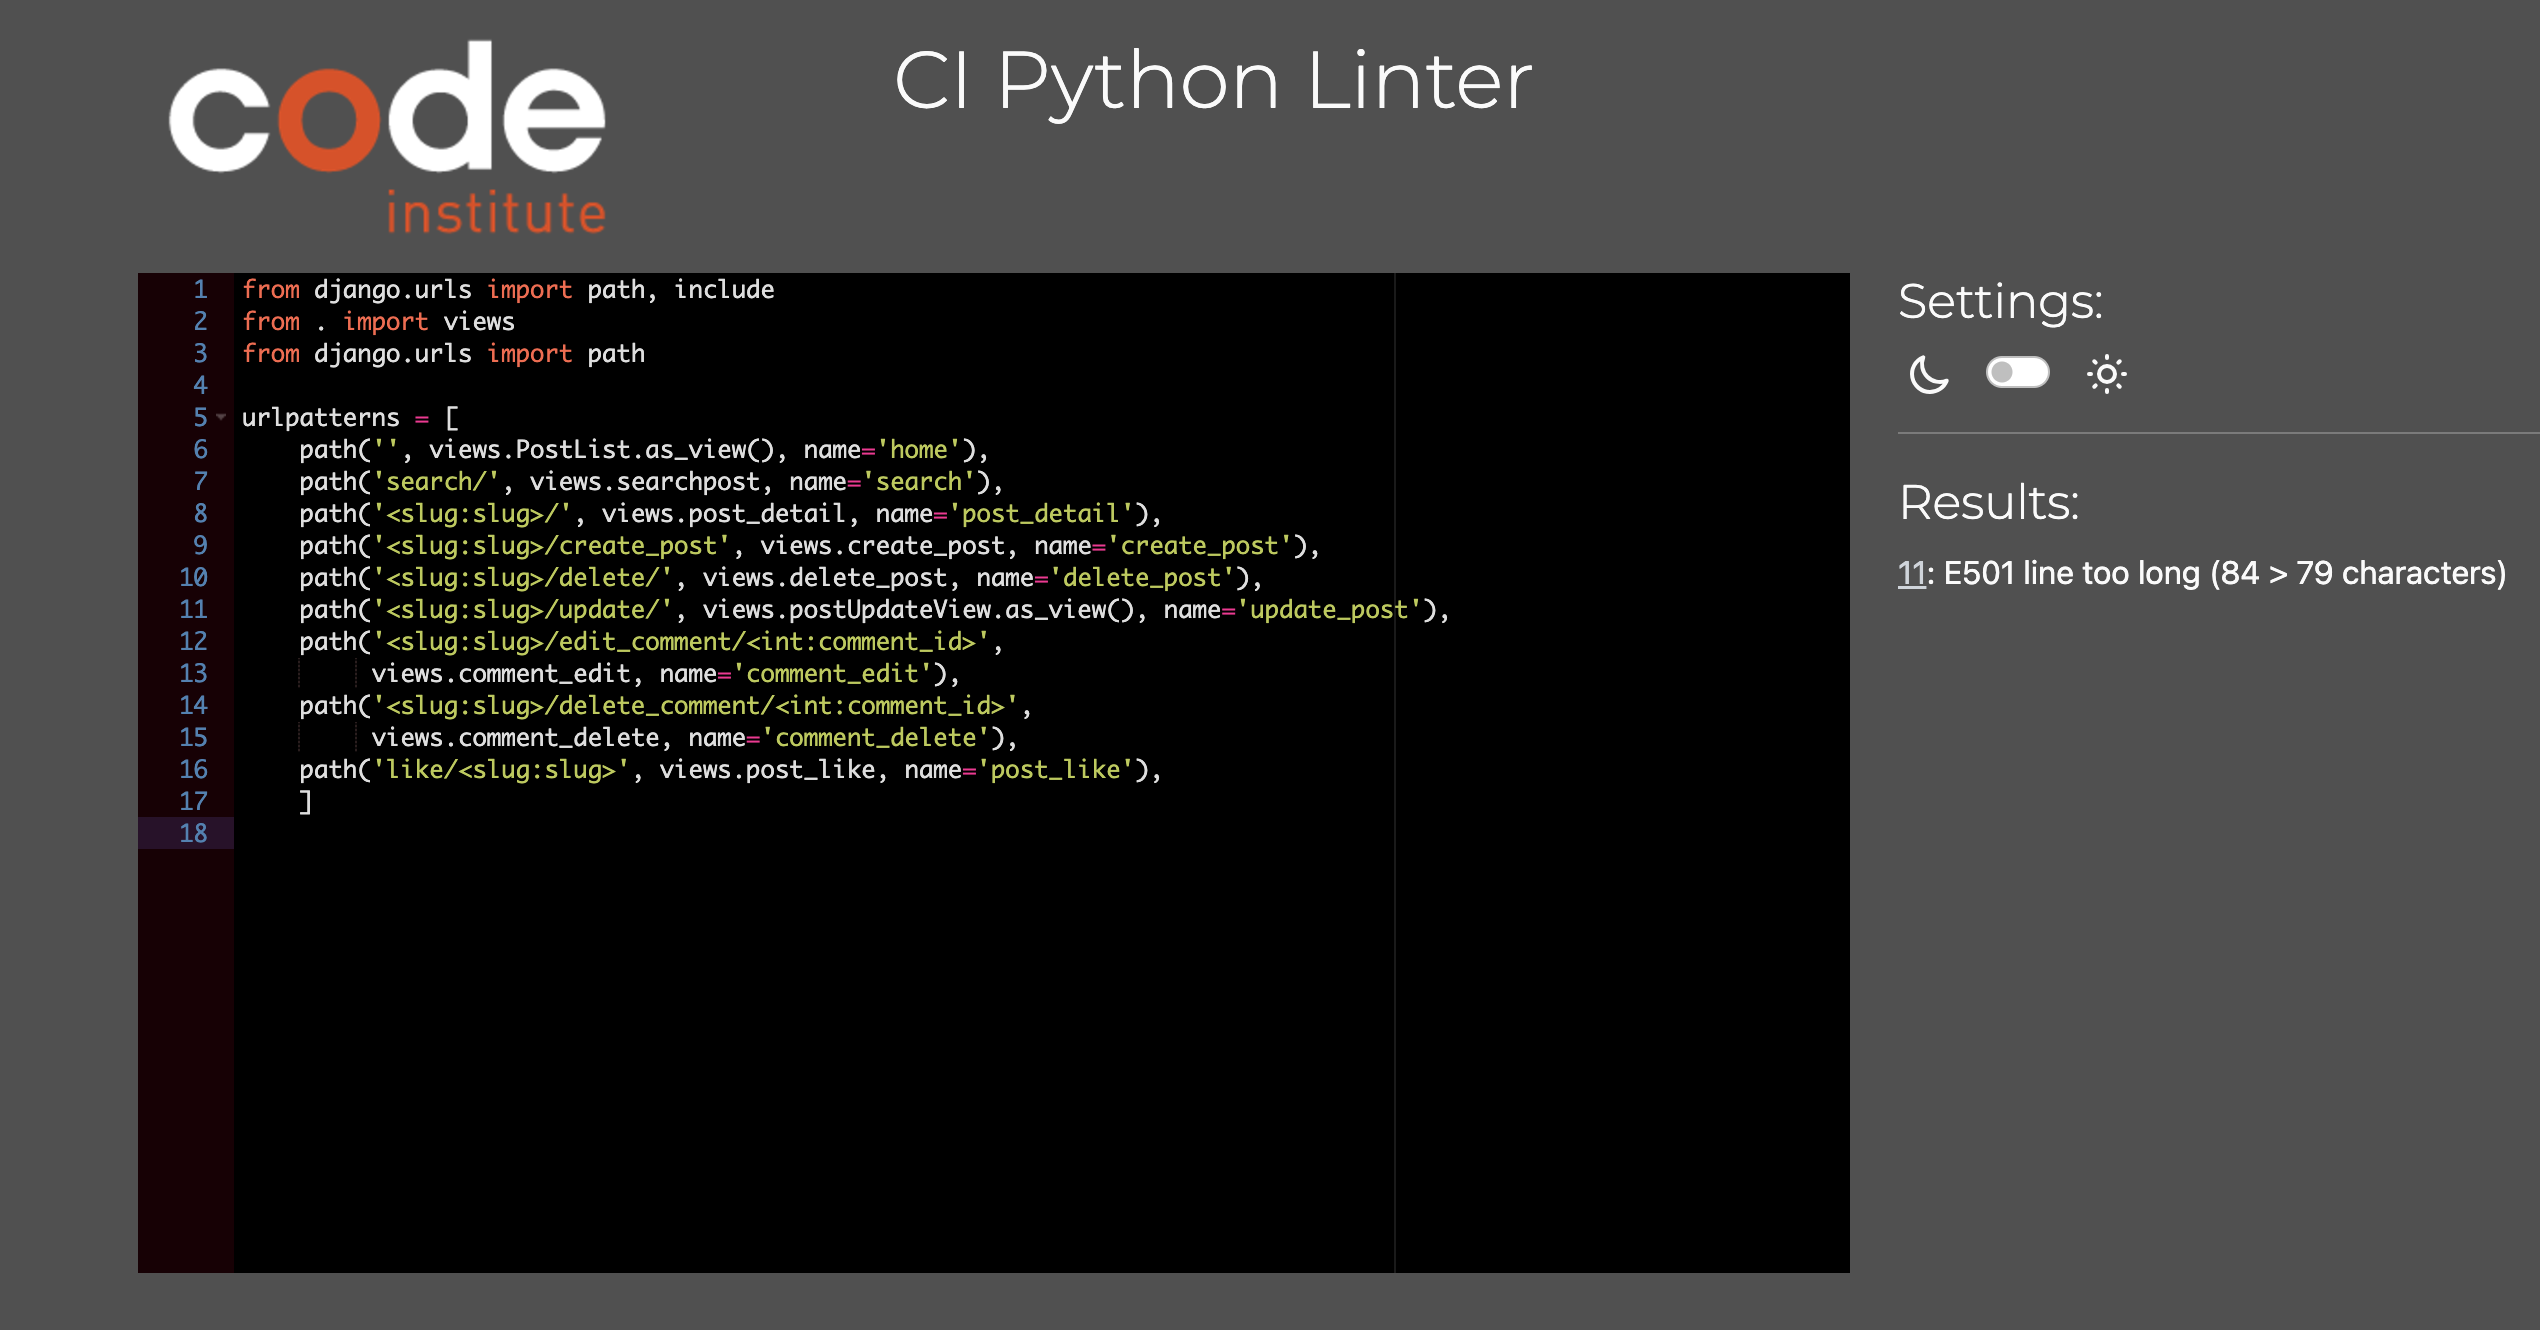 code
institute
CI Python Linter
1 from django.urls import path, include
2 from . import views
3 from django.urls import path
4
5 urlpatterns = [
6     path('', views.PostList.as_view(), name='home'),
7     path('search/', views.searchpost, name='search'),
8     path('<slug:slug>/', views.post_detail, name='post_detail'),
9     path('<slug:slug>/create_post', views.create_post, name='create_post'),
10     path('<slug:slug>/delete/', views.delete_post, name='delete_post'),
11     path('<slug:slug>/update/', views.postUpdateView.as_view(), name='update_post'),
12     path('<slug:slug>/edit_comment/<int:comment_id>',
13          views.comment_edit, name='comment_edit'),
14     path('<slug:slug>/delete_comment/<int:comment_id>',
15          views.comment_delete, name='comment_delete'),
16     path('like/<slug:slug>', views.post_like, name='post_like'),
17     ]
18
Settings:
Results:
11: E501 line too long (84 > 79 characters)